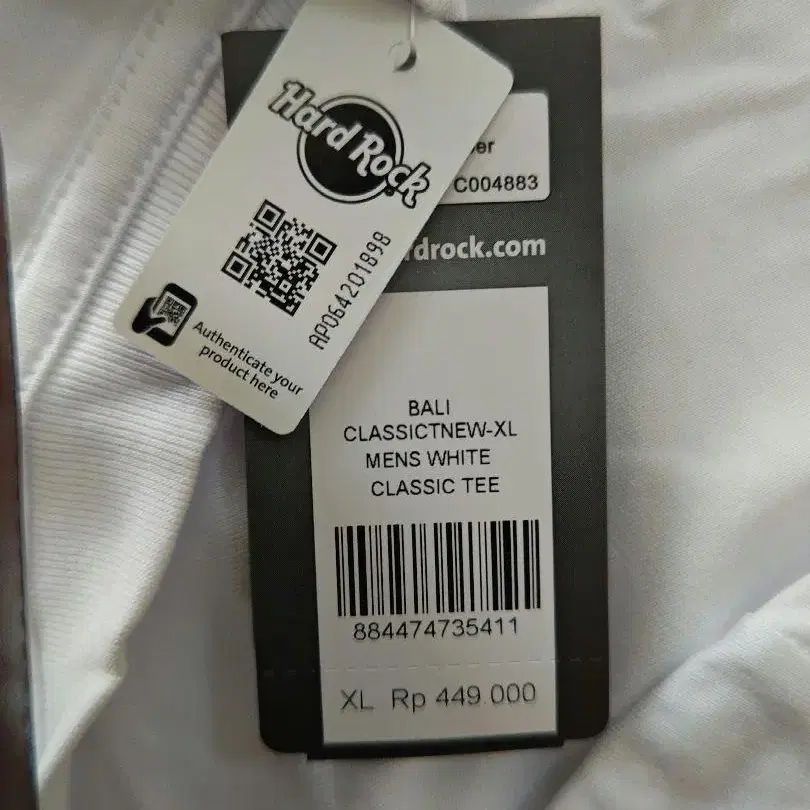 Hard Rock
AP064201898
Authenticate your
product here
C004883
rdrock.com
BALI
CLASSICTNEW-XL
MENS WHITE
CLASSIC TEE
884474735411
XL Rp 449.000